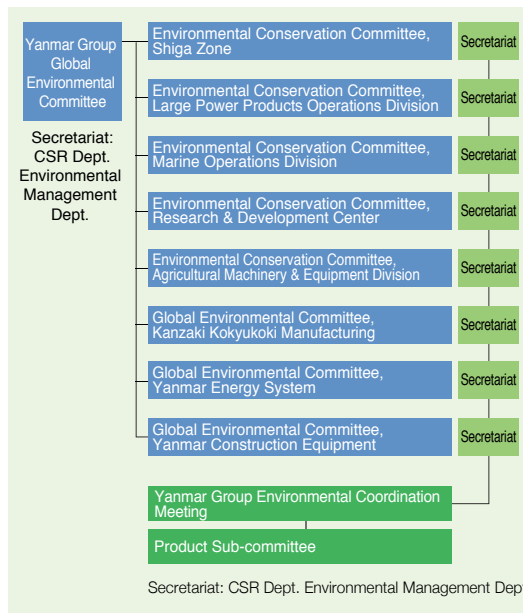 Yanmar Group
Global
Environmental
Committee
Secretariat:
CSR Dept.
Environmental
Management
Dept.
Environmental Conservation Committee,
Shiga Zone
Secretariat
Environmental Conservation Committee,
Large Power Products Operations Division
Secretariat
Environmental Conservation Committee,
Marine Operations Division
Secretariat
Environmental Conservation Committee,
Research & Development Center
Secretariat
Environmental Conservation Committee,
Agricultural Machinery & Equipment Division
Secretariat
Global Environmental Committee,
Kanzaki Kokyukoki Manufacturing
Secretariat
Global Environmental Committee,
Yanmar Energy System
Secretariat
Global Environmental Committee,
Yanmar Construction Equipment
Secretariat
Yanmar Group Environmental Coordination
Meeting
Product Sub-committee
Secretariat: CSR Dept. Environmental Management Dep